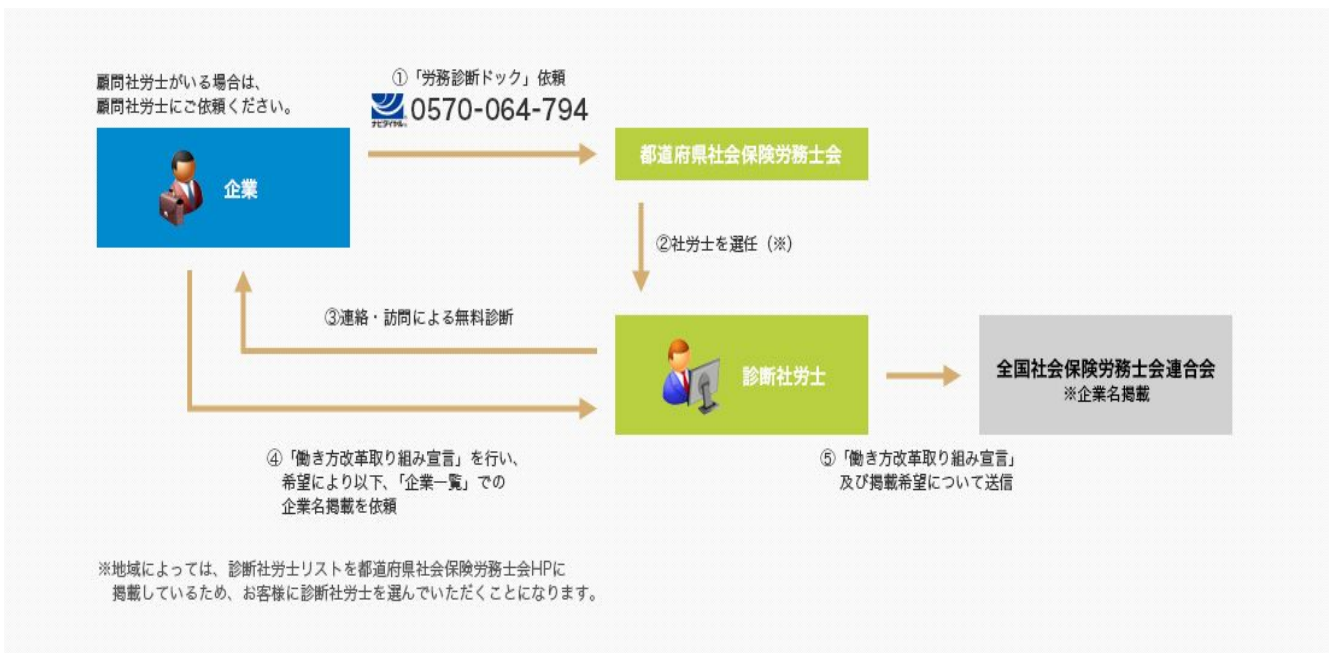 顧問社労士がいる場合は、
顧問社労士にご依頼ください。
①「労務診断ドック」依頼
ナビダイヤル®
0570-064-794
企業
都道府県社会保険労務士会
②社労士を選任（※）
③連絡・訪問による無料診断
診断社労士
全国社会保険労務士会連合会
※企業名掲載
④「働き方改革取り組み宣言」を行い、
希望により以下、「企業一覧」での
企業名掲載を依頼
⑤「働き方改革取り組み宣言」
及び掲載希望について送信
※地域によっては、診断社労士リストを都道府県社会保険労務士会HPに
掲載しているため、お客様に診断社労士を選んでいただくことになります。